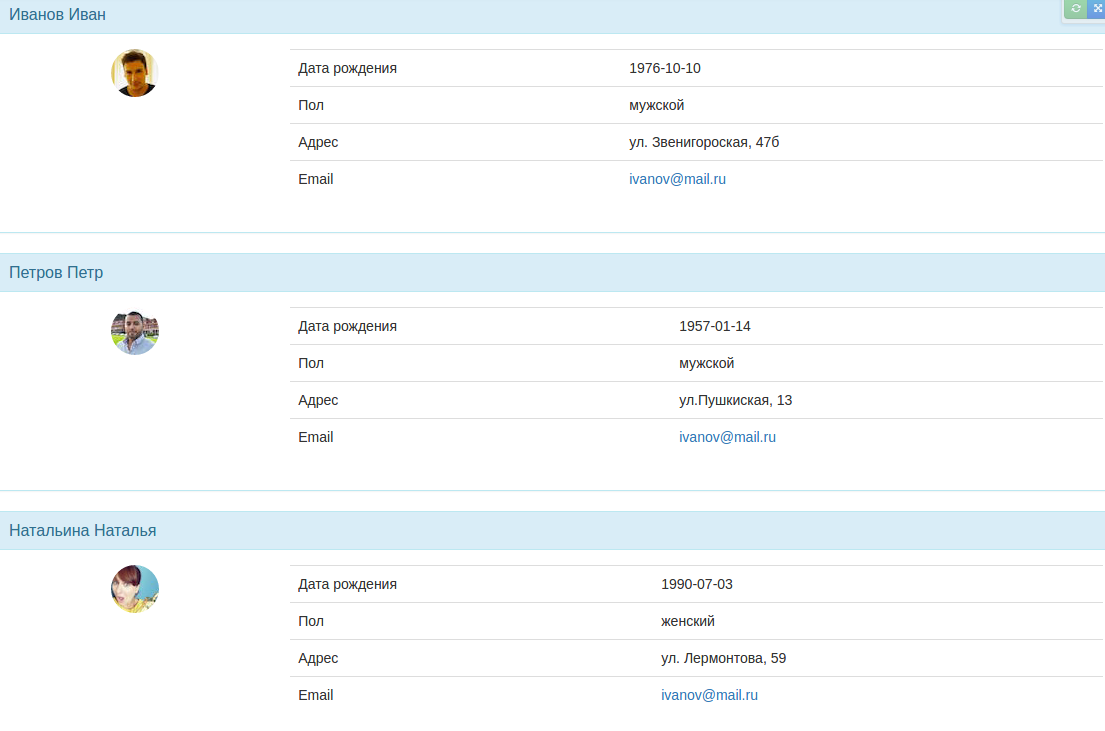 Иванов Иван
Дата рождения 1976-10-10
Пол мужской
Адрес ул. Звенигороская, 47б
Email ivanov@mail.ru
Петров Петр
Дата рождения 1957-01-14
Пол мужской
Адрес ул.Пушкиская, 13
Email ivanov@mail.ru
Натальина Наталья
Дата рождения 1990-07-03
Пол женский
Адрес ул. Лермонтова, 59
Email ivanov@mail.ru